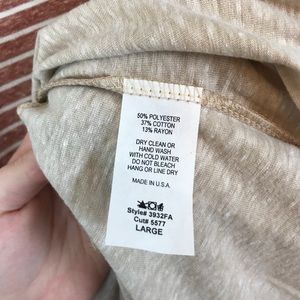 50% POLYESTER
37% COTTON
13% RAYON
DRY CLEAN OR
HAND WASH
WITH COLD WATER
DO NOT BLEACH
HANG OR LINE DRY
MADE IN U.S.A.
Style# 3932FA
Cut# 5577
LARGE